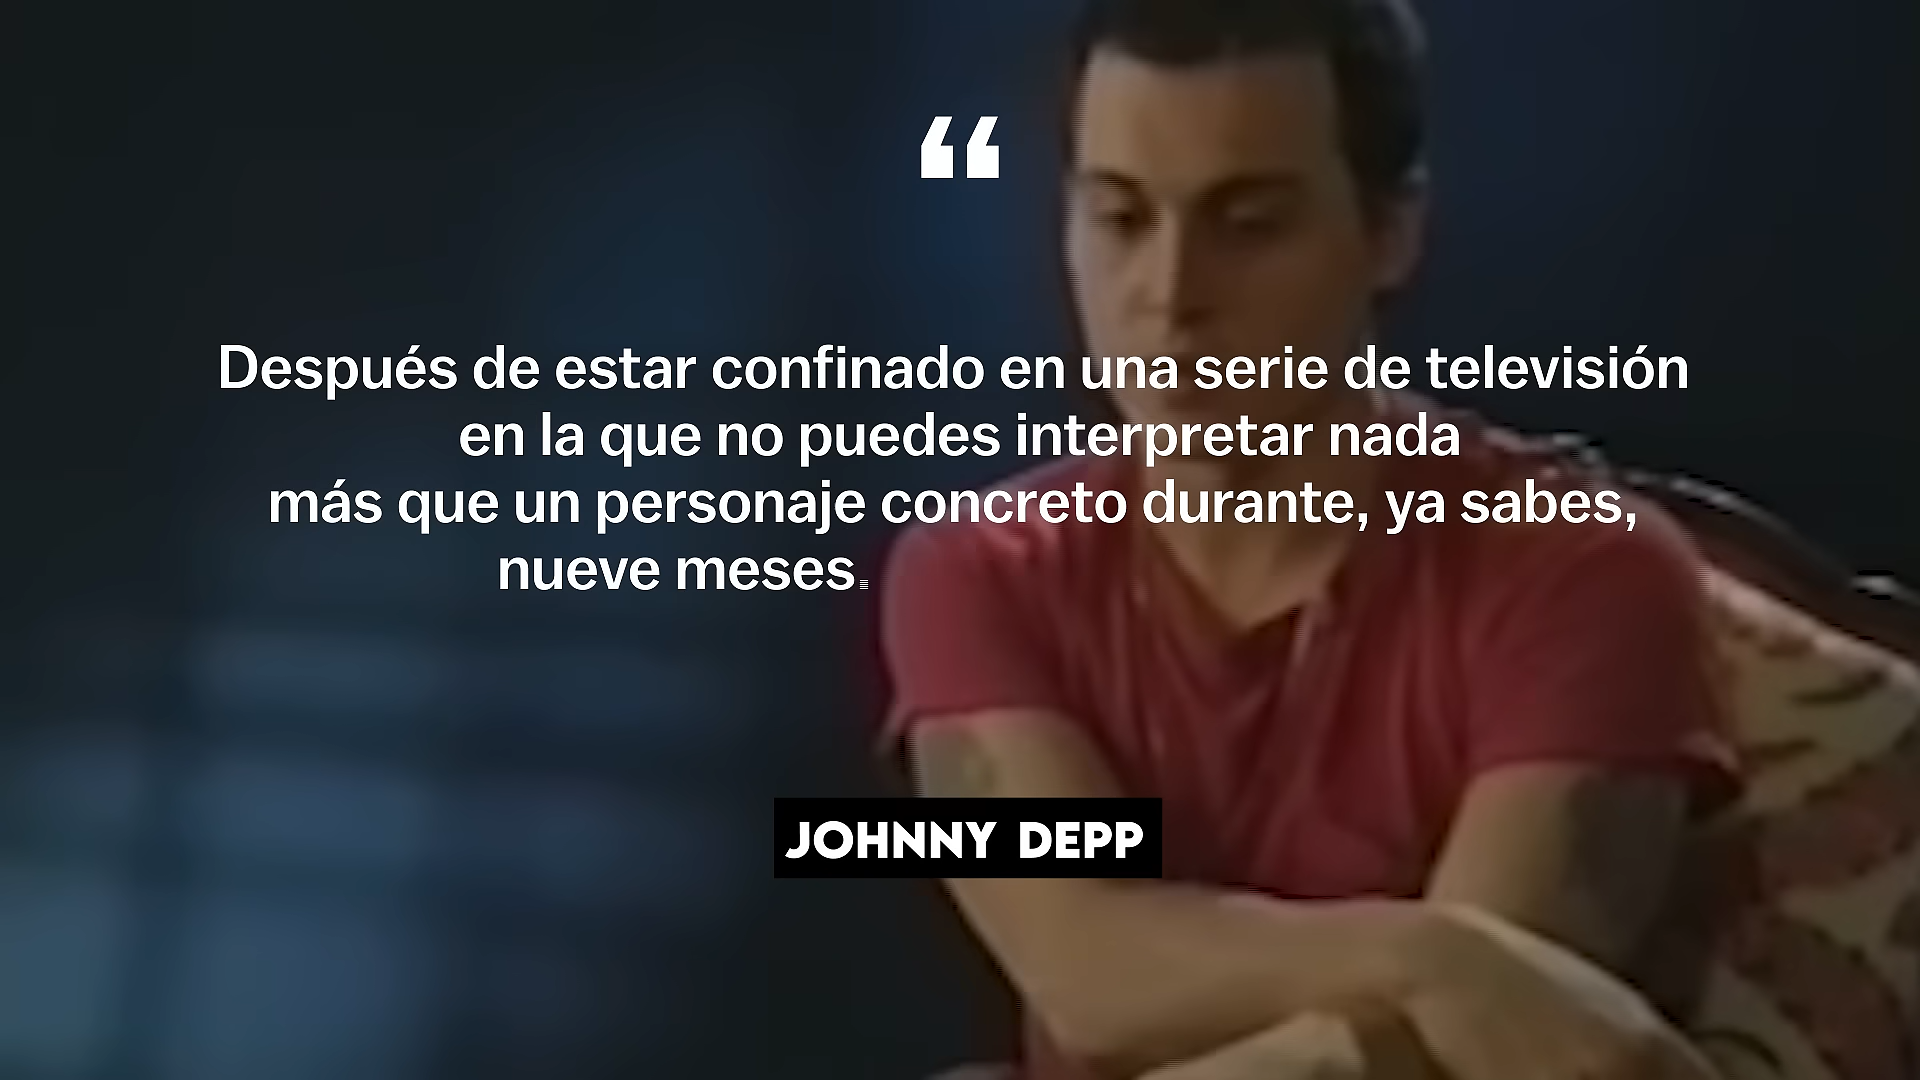 “
Después de estar confinado en una serie de televisión
en la que no puedes interpretar nada
más que un personaje concreto durante, ya sabes,
nueve meses.
JOHNNY DEPP